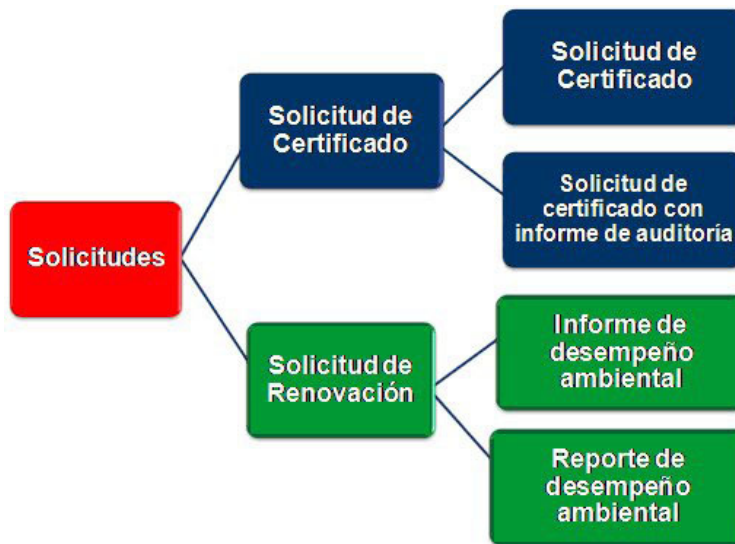 Solicitudes
Solicitud de
Certificado
Solicitud de
Certificado
Solicitud de
certificado con
informe de auditoría
Solicitud de
Renovación
Informe de
desempeño
ambiental
Reporte de
desempeño
ambiental